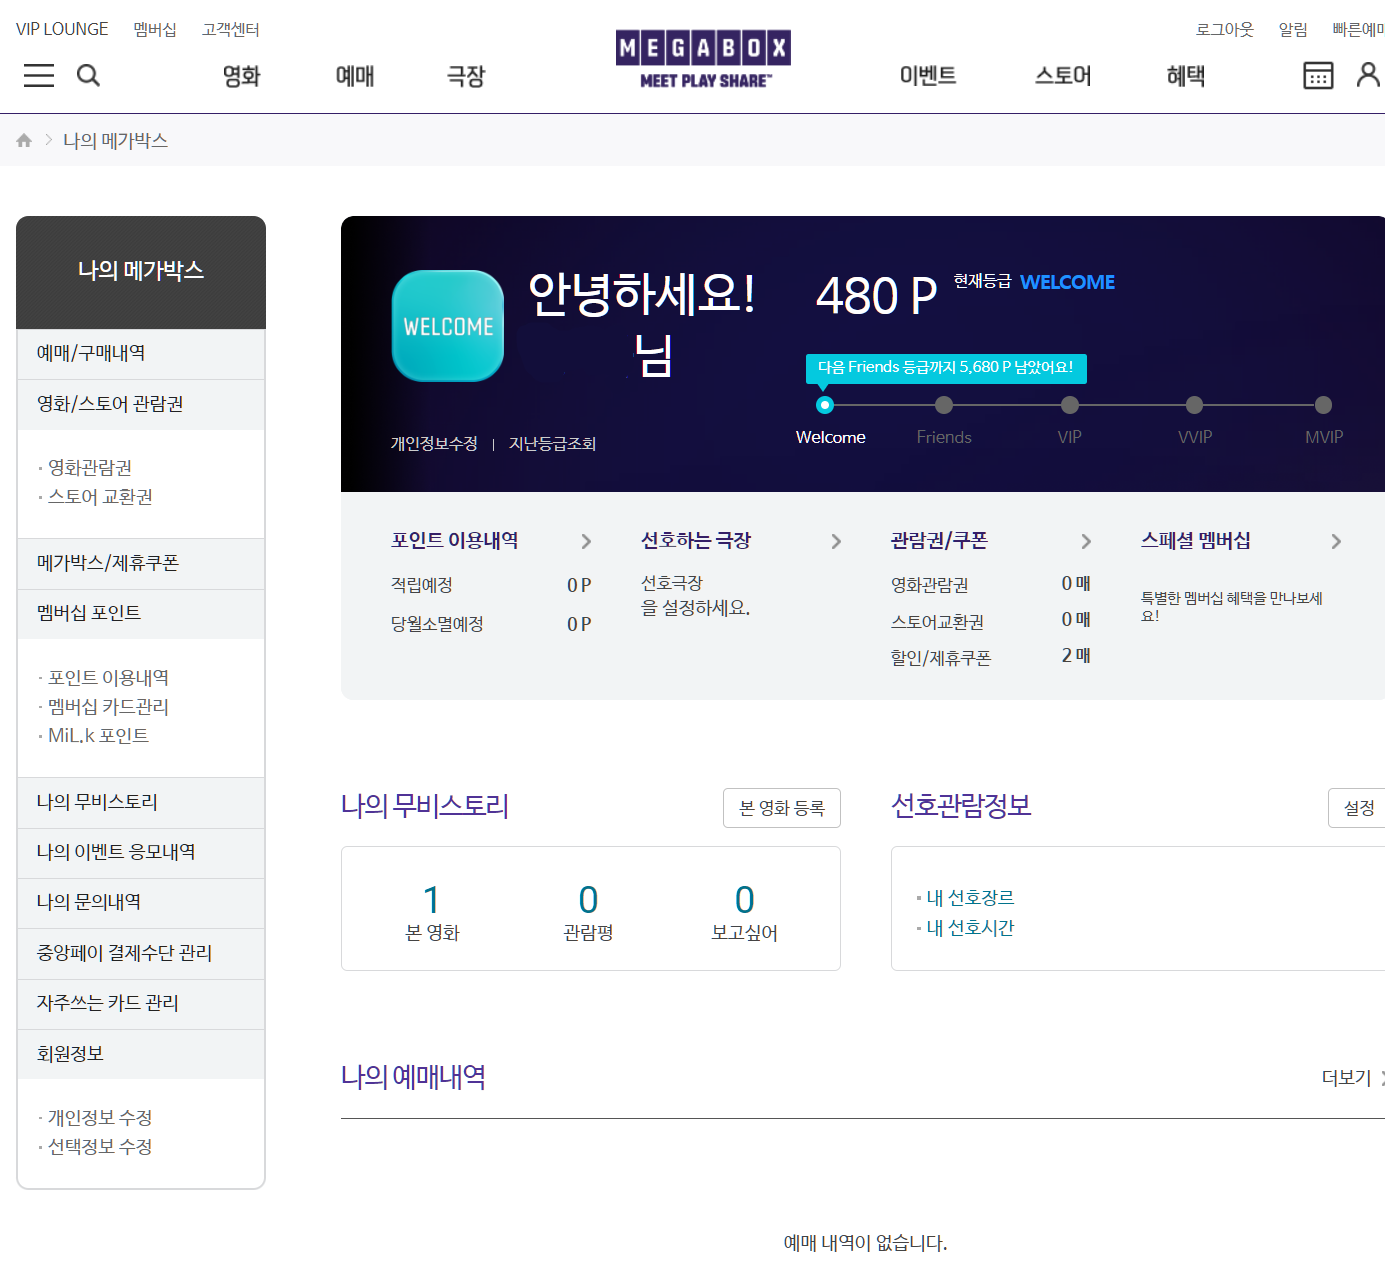 VIP LOUNGE 멤버십 고객센터
로그아웃 알림
MEGABOX
MEET PLAY SHARE™
영화 예매 극장
이벤트 스토어 혜택
나의 메가박스
나의 메가박스
예매/구매내역
영화/스토어 관람권
· 영화관람권
· 스토어 교환권
메가박스/제휴쿠폰
멤버십 포인트
· 포인트 이용내역
· 멤버십 카드관리
· MiL.k 포인트
나의 무비스토리
나의 이벤트 응모내역
나의 문의내역
중앙페이 결제수단 관리
자주쓰는 카드 관리
회원정보
· 개인정보 수정
· 선택정보 수정
WELCOME
안녕하세요!
님
개인정보수정 | 지난등급조회
480 P 현재등급 WELCOME
다음 Friends 등급까지 5,680 P 남았어요!
Welcome Friends VIP VVIP MVIP
포인트 이용내역
적립예정 0 P
당월소멸예정 0 P
선호하는 극장
선호극장
을 설정하세요.
관람권/쿠폰
영화관람권 0 매
스토어교환권 0 매
할인/제휴쿠폰 2 매
스페셜 멤버십
특별한 멤버십 혜택을 만나보세
요!
나의 무비스토리 본 영화 등록
1 0 0
본 영화 관람평 보고싶어
선호관람정보 설정
· 내 선호장르
· 내 선호시간
나의 예매내역 더보기
예매 내역이 없습니다.